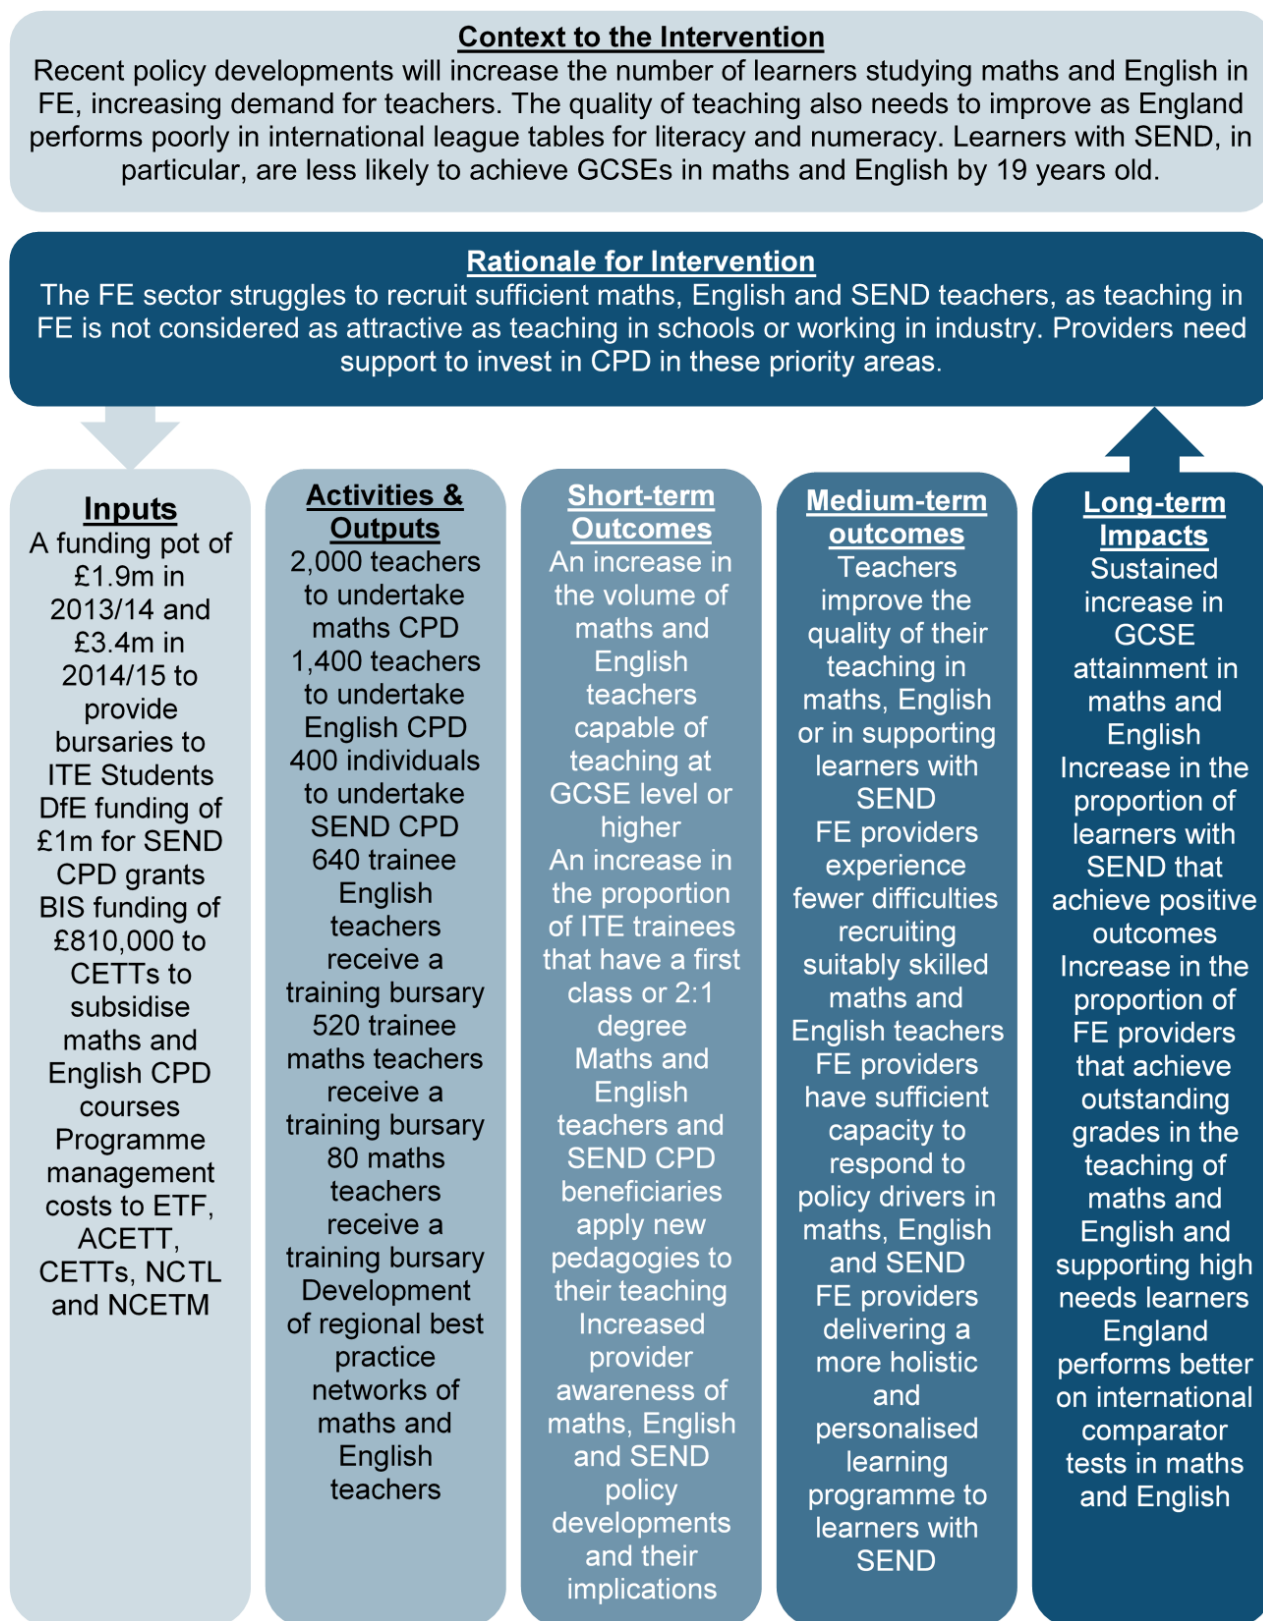 Context to the Intervention
Recent policy developments will increase the number of learners studying maths and English in
FE, increasing demand for teachers. The quality of teaching also needs to improve as England
performs poorly in international league tables for literacy and numeracy. Learners with SEND, in
particular, are less likely to achieve GCSEs in maths and English by 19 years old.
Rationale for Intervention
The FE sector struggles to recruit sufficient maths, English and SEND teachers, as teaching in
FE is not considered as attractive as teaching in schools or working in industry. Providers need
support to invest in CPD in these priority areas.
Inputs
A funding pot of
£1.9m in
2013/14 and
£3.4m in
2014/15 to
provide
bursaries to
ITE Students
DfE funding of
£1m for SEND
CPD grants
BIS funding of
£810,000 to
CETTs to
subsidise
maths and
English CPD
courses
Programme
management
costs to ETF,
ACETT,
CETTs, NCTL
and NCETM
Activities &
Outputs
2,000 teachers
to undertake
maths CPD
1,400 teachers
to undertake
English CPD
400 individuals
to undertake
SEND CPD
640 trainee
English
teachers
receive a
training bursary
520 trainee
maths teachers
receive a
training bursary
80 maths
teachers
receive a
training bursary
Development
of regional best
practice
networks of
maths and
English
teachers
Short-term
Outcomes
An increase in
the volume of
maths and
English
teachers
capable of
teaching at
GCSE level or
higher
An increase in
the proportion
of ITE trainees
that have a first
class or 2:1
degree
Maths and
English
teachers and
SEND CPD
beneficiaries
apply new
pedagogies to
their teaching
Increased
provider
awareness of
maths, English
and SEND
policy
developments
and their
implications
Medium-term
outcomes
Teachers
improve the
quality of their
teaching in
maths, English
or in supporting
learners with
SEND
FE providers
experience
fewer difficulties
recruiting
suitably skilled
maths and
English teachers
FE providers
have sufficient
capacity to
respond to
policy drivers in
maths, English
and SEND
FE providers
delivering a
more holistic
and
personalised
learning
programme to
learners with
SEND
Long-term
Impacts
Sustained
increase in
GCSE
attainment in
maths and
English
Increase in the
proportion of
learners with
SEND that
achieve positive
outcomes
Increase in the
proportion of
FE providers
that achieve
outstanding
grades in the
teaching of
maths and
English and
supporting high
needs learners
England
performs better
on international
comparator
tests in maths
and English